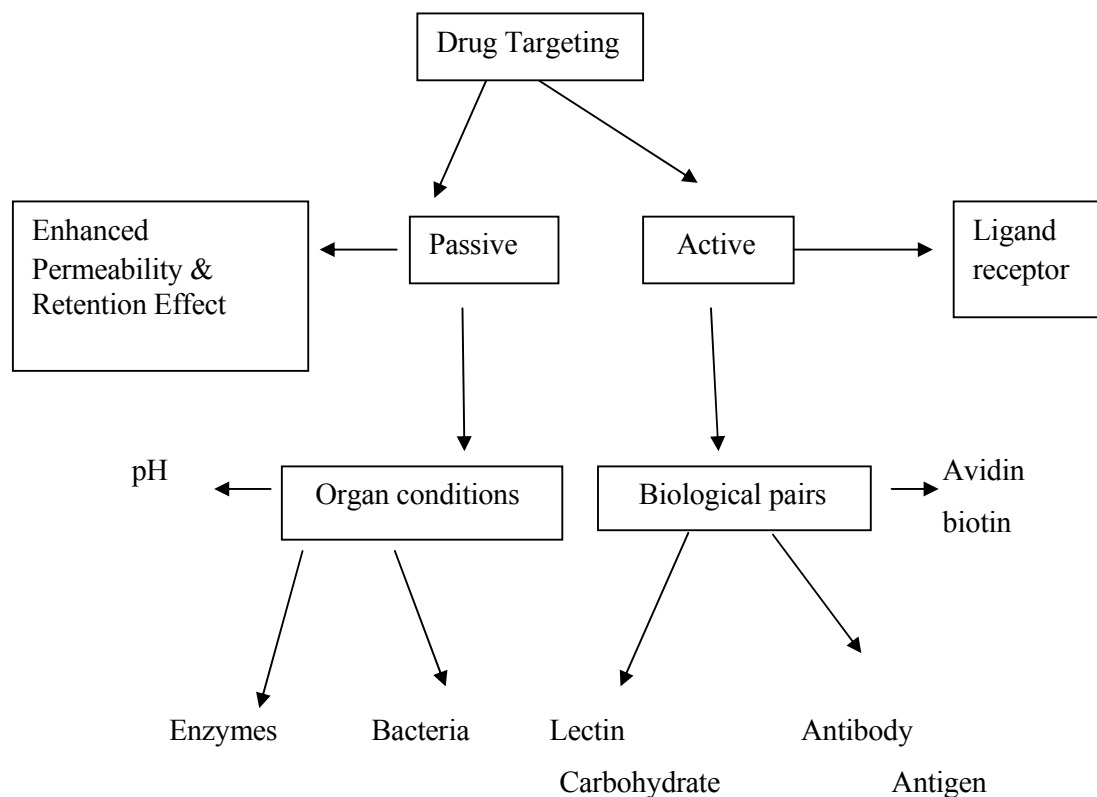 Drug Targeting
Enhanced
Permeability &
Retention Effect
Passive
Active
Ligand
receptor
pH
Organ conditions
Biological pairs
Avidin
biotin
Enzymes
Bacteria
Lectin
Carbohydrate
Antibody
Antigen